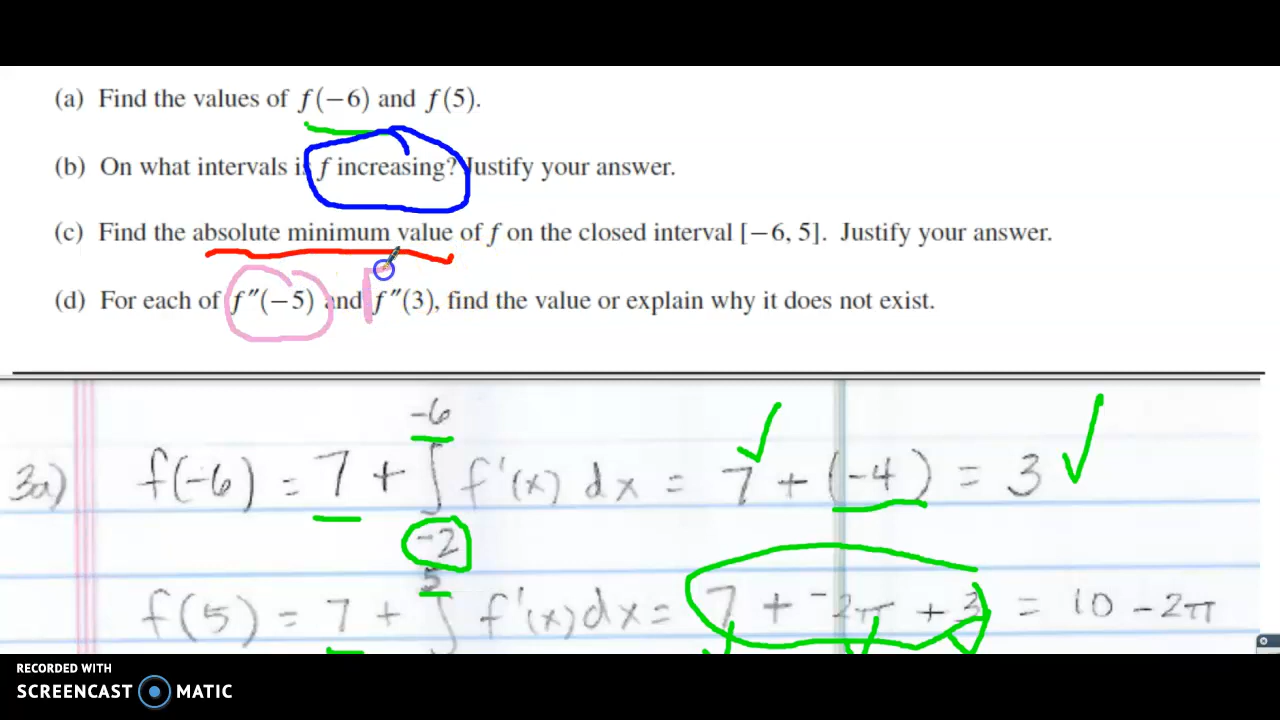 (a) Find the values of f(−6) and f(5).
(b) On what intervals is f increasing? Justify your answer.
(c) Find the absolute minimum value of f on the closed interval [−6, 5]. Justify your answer.
(d) For each of f″(−5) and f″(3), find the value or explain why it does not exist.
3a) f(-6) = 7 + ∫_{-2}^{-6} f'(x) dx = 7 + (-4) = 3
f(5) = 7 + ∫^{5} f'(x) dx = 7 + -2π + 3 = 10 - 2π
RECORDED WITH
SCREENCAST MATIC